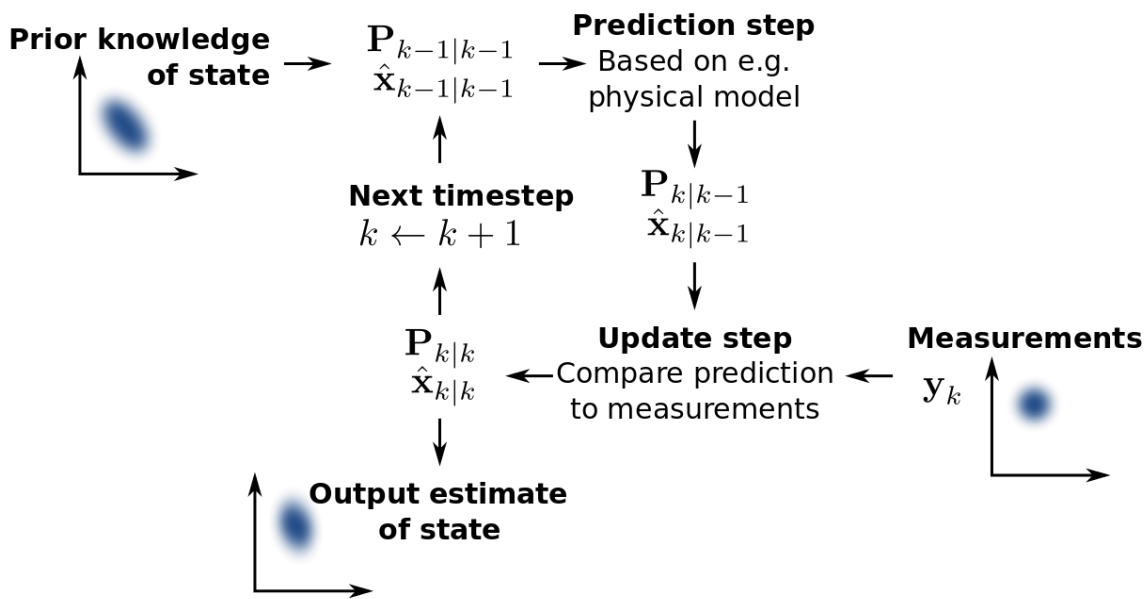 Prior knowledge
of state
P_{k−1|k−1}
x̂_{k−1|k−1}
Prediction step
Based on e.g.
physical model
P_{k|k−1}
x̂_{k|k−1}
Next timestep
k ← k + 1
P_{k|k}
x̂_{k|k}
Update step
Compare prediction
to measurements
Measurements
y_k
Output estimate
of state